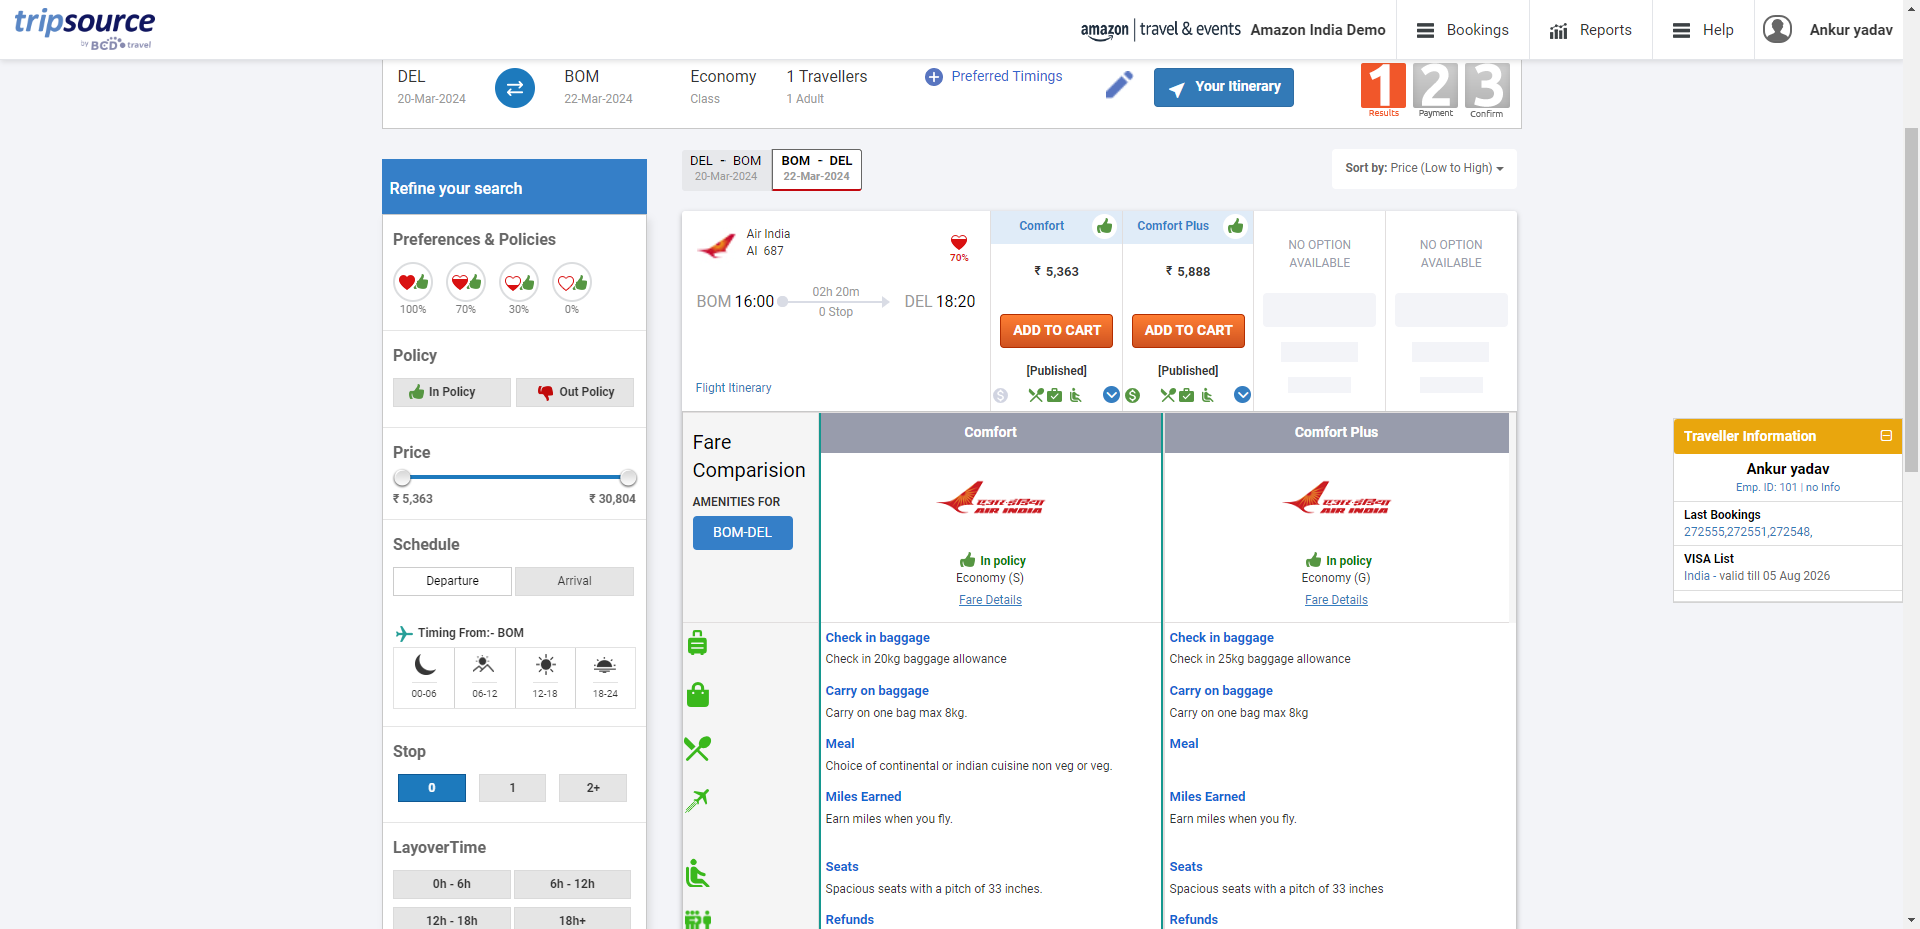 tripsource
by BCD travel
amazon | travel & events Amazon India Demo
Bookings
Reports
Help
Ankur yadav
DEL
20-Mar-2024
BOM
22-Mar-2024
Economy
Class
1 Travellers
1 Adult
Preferred Timings
Your Itinerary
1 2 3
Results Payment Confirm
Refine your search
Preferences & Policies
100% 70% 30% 0%
Policy
In Policy Out Policy
Price
₹ 5,363 ₹ 30,804
Schedule
Departure Arrival
Timing From:- BOM
00-06 06-12 12-18 18-24
Stop
0 1 2+
LayoverTime
0h - 6h 6h - 12h
12h - 18h 18h+
DEL - BOM
20-Mar-2024
BOM - DEL
22-Mar-2024
Sort by: Price (Low to High)
Air India
AI 687
70%
BOM 16:00
02h 20m
0 Stop
DEL 18:20
Flight Itinerary
Comfort
₹ 5,363
ADD TO CART
[Published]
Comfort Plus
₹ 5,888
ADD TO CART
[Published]
NO OPTION
AVAILABLE
NO OPTION
AVAILABLE
Fare
Comparision
AMENITIES FOR
BOM-DEL
Comfort
एअर-इंडिया
AIR INDIA
In policy
Economy (S)
Fare Details
Comfort Plus
एअर-इंडिया
AIR INDIA
In policy
Economy (G)
Fare Details
Check in baggage
Check in 20kg baggage allowance
Check in baggage
Check in 25kg baggage allowance
Carry on baggage
Carry on one bag max 8kg.
Carry on baggage
Carry on one bag max 8kg
Meal
Choice of continental or indian cuisine non veg or veg.
Meal
Miles Earned
Earn miles when you fly.
Miles Earned
Earn miles when you fly.
Seats
Spacious seats with a pitch of 33 inches.
Seats
Spacious seats with a pitch of 33 inches
Refunds
Refunds
Traveller Information
Ankur yadav
Emp. ID: 101 | no Info
Last Bookings
272555,272551,272548,
VISA List
India - valid till 05 Aug 2026